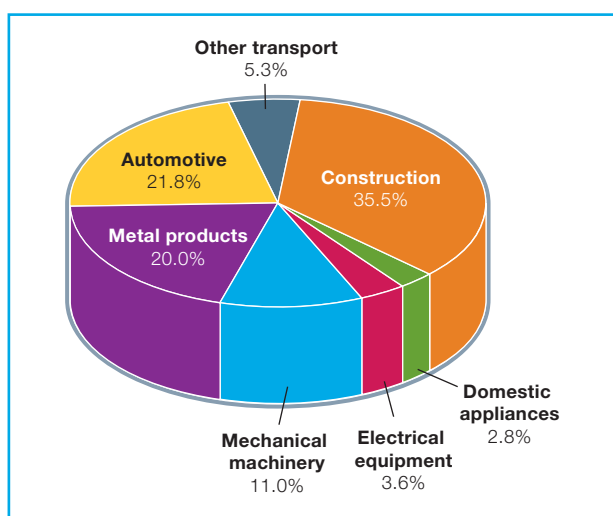 Other transport
5.3%
Automotive
21.8%
Construction
35.5%
Metal products
20.0%
Domestic
appliances
2.8%
Mechanical
machinery
11.0%
Electrical
equipment
3.6%